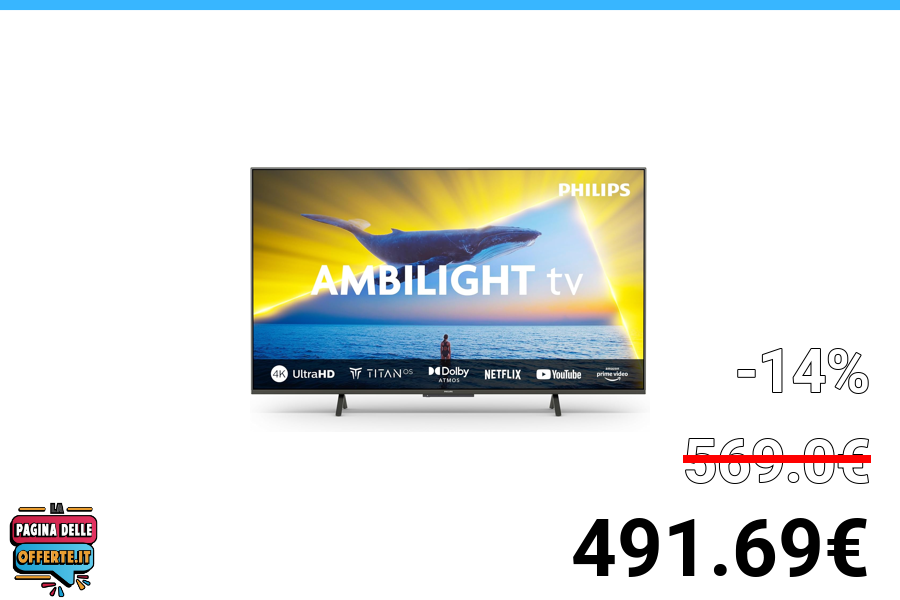 PHILIPS
AMBILIGHT tv
4K UltraHD TITAN OS Dolby ATMOS NETFLIX YouTube amazon prime video
-14%
569.0€
491.69€
LA
PAGINA DELLE
OFFERTE.IT